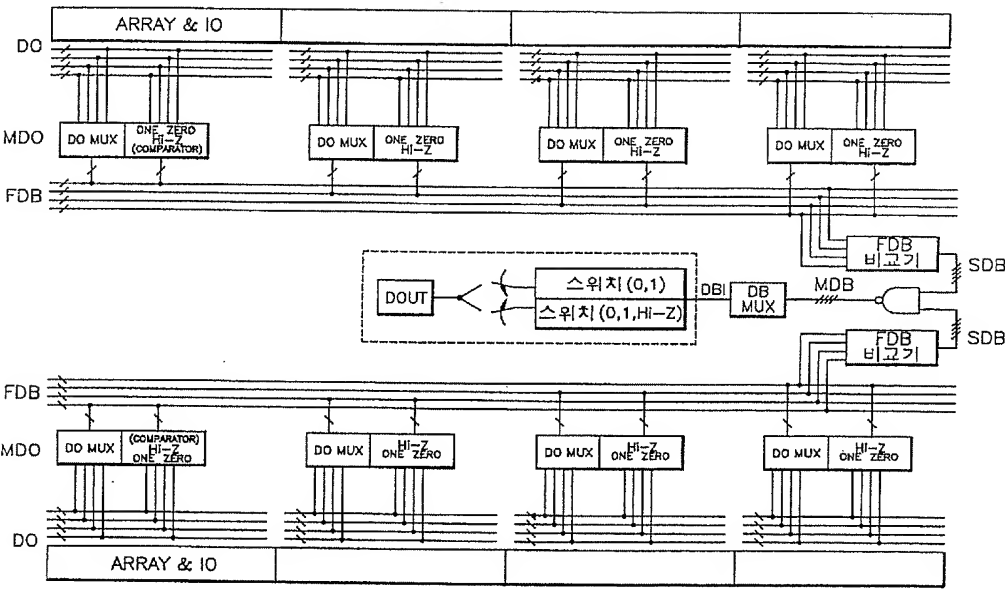 ARRAY & IO
DO
MDO
DO MUX
ONE ZERO
Hi-Z
(COMPARATOR)
DO MUX
ONE ZERO
Hi-Z
DO MUX
ONE ZERO
Hi-Z
DO MUX
ONE ZERO
Hi-Z
FDB
FDB
비교기
SDB
DOUT
스위치(0,1)
스위치(0,1,Hi-Z)
DBI
DB
MUX
MDB
SDB
FDB
비교기
FDB
MDO
DO MUX
(COMPARATOR)
Hi-Z
ONE ZERO
DO MUX
Hi-Z
ONE ZERO
DO MUX
Hi-Z
ONE ZERO
DO MUX
Hi-Z
ONE ZERO
DO
ARRAY & IO